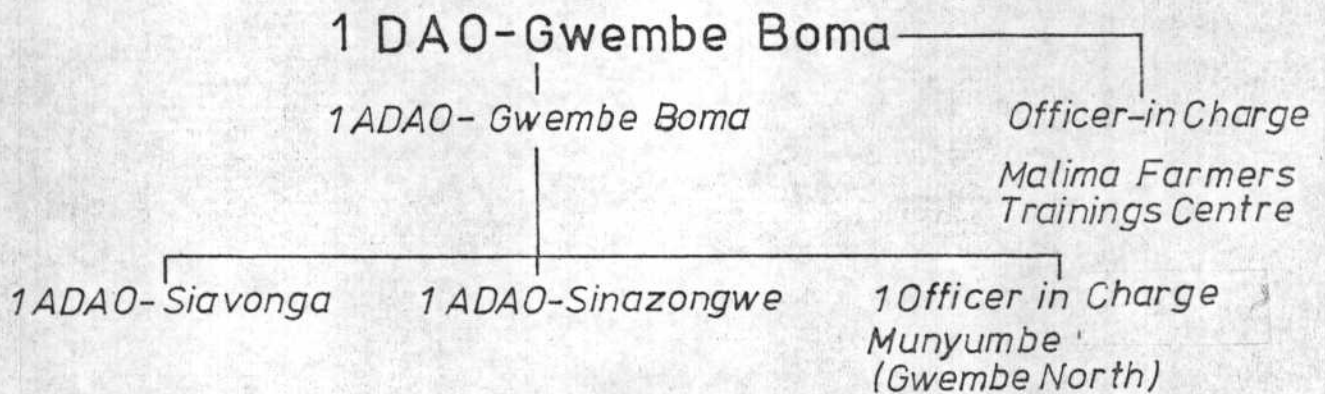 1 DAO-Gwembe Boma
1 ADAO- Gwembe Boma
Officer-in Charge
Malima Farmers
Trainings Centre
1 ADAO-Siavonga
1 ADAO-Sinazongwe
1 Officer in Charge
Munyumbe
(Gwembe North)